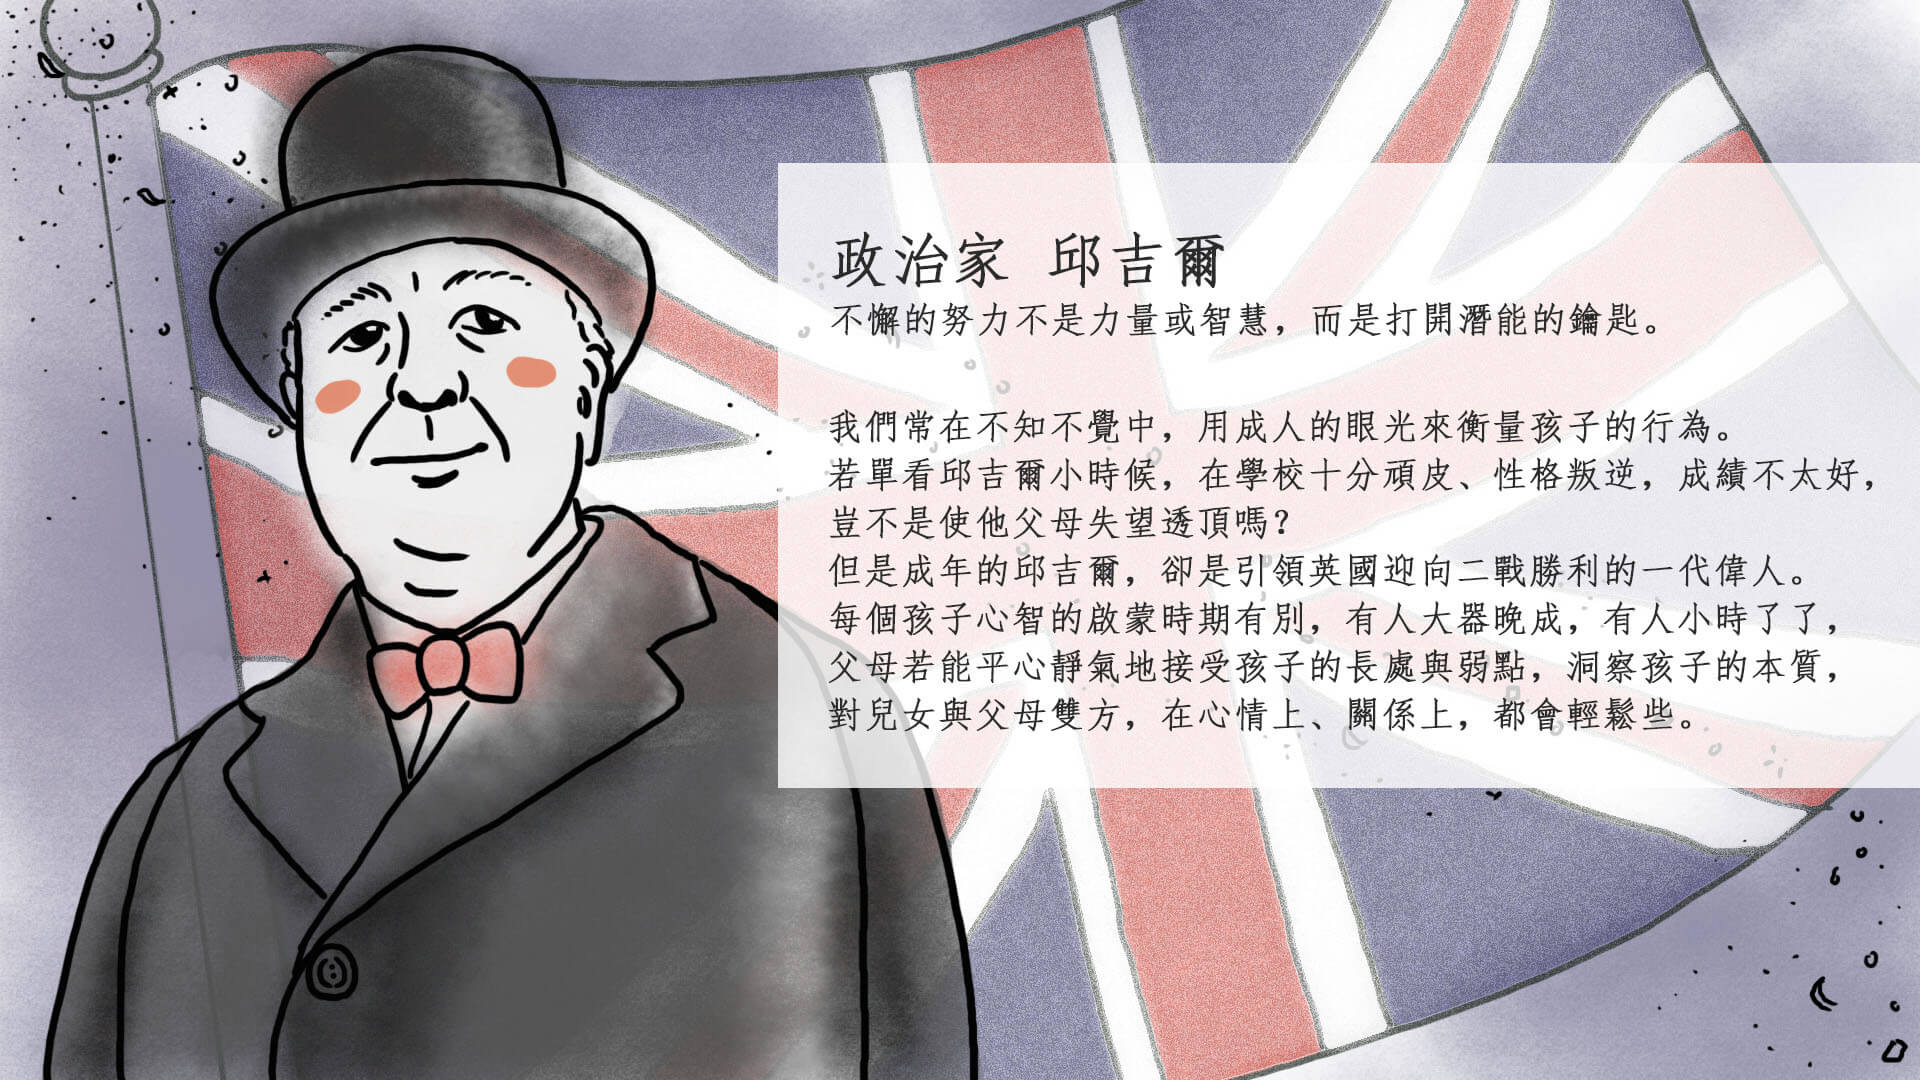 政治家 邱吉爾
不懈的努力不是力量或智慧，而是打開潛能的鑰匙。
我們常在不知不覺中，用成人的眼光來衡量孩子的行為。
若單看邱吉爾小時候，在學校十分頑皮、性格叛逆，成績不太好，
豈不是使他父母失望透頂嗎？
但是成年的邱吉爾，卻是引領英國迎向二戰勝利的一代偉人。
每個孩子心智的啟蒙時期有別，有人大器晚成，有人小時了了，
父母若能平心靜氣地接受孩子的長處與弱點，洞察孩子的本質，
對兒女與父母雙方，在心情上、關係上，都會輕鬆些。